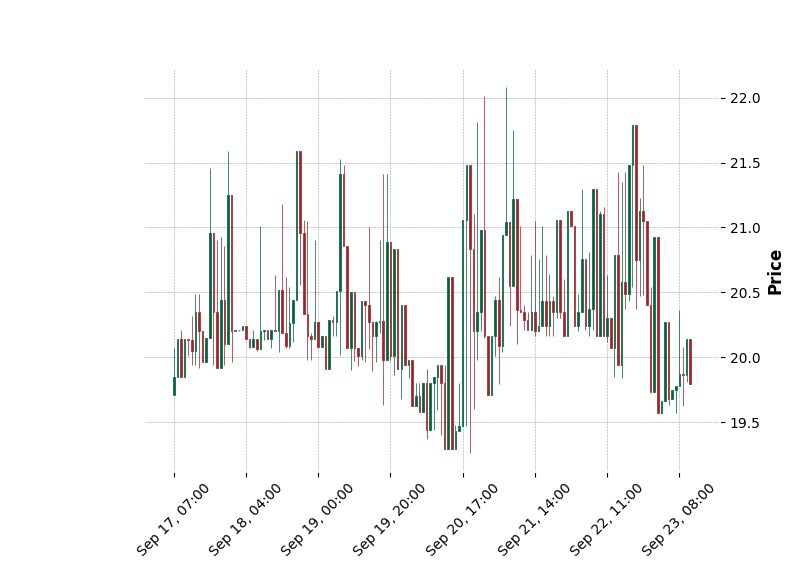 22.0
21.5
21.0
20.5
20.0
19.5
Price
Sep 17, 07:00
Sep 18, 04:00
Sep 19, 00:00
Sep 19, 20:00
Sep 20, 17:00
Sep 21, 14:00
Sep 22, 11:00
Sep 23, 08:00